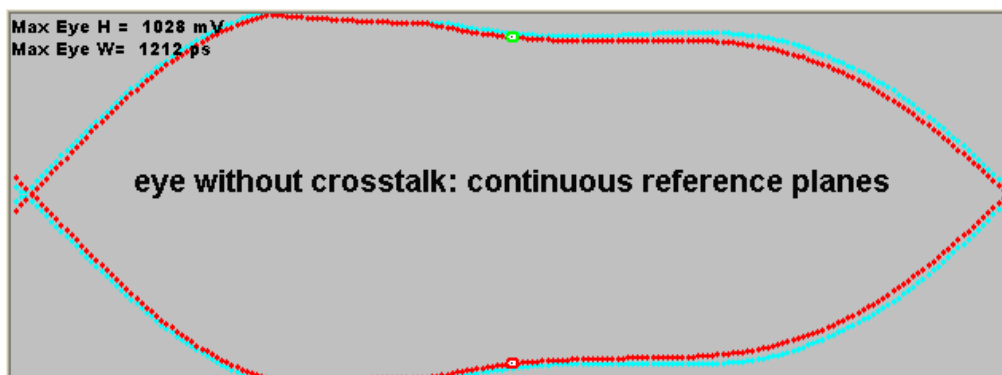 Max Eye H = 1028 mV
Max Eye W= 1212 ps
eye without crosstalk: continuous reference planes